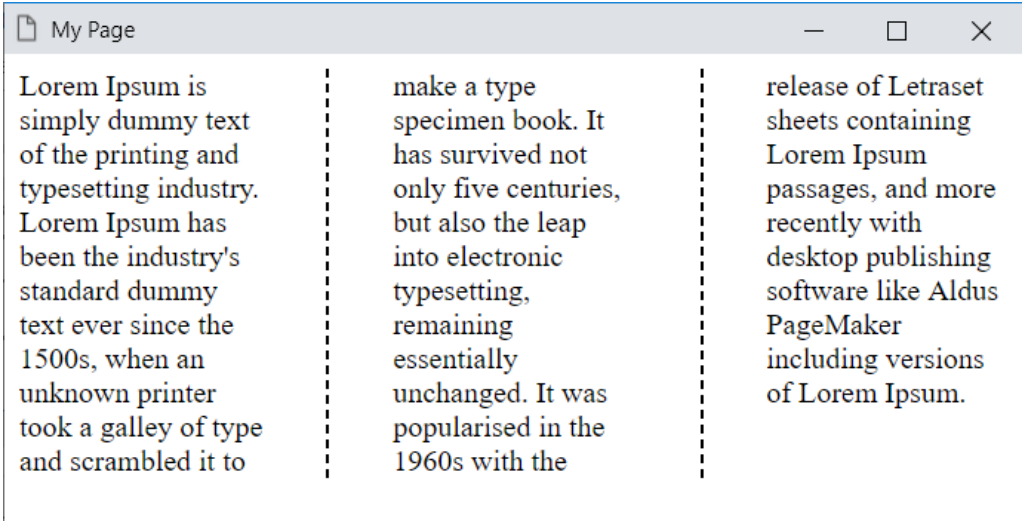 My Page
Lorem Ipsum is
simply dummy text
of the printing and
typesetting industry.
Lorem Ipsum has
been the industry's
standard dummy
text ever since the
1500s, when an
unknown printer
took a galley of type
and scrambled it to
make a type
specimen book. It
has survived not
only five centuries,
but also the leap
into electronic
typesetting,
remaining
essentially
unchanged. It was
popularised in the
1960s with the
release of Letraset
sheets containing
Lorem Ipsum
passages, and more
recently with
desktop publishing
software like Aldus
PageMaker
including versions
of Lorem Ipsum.